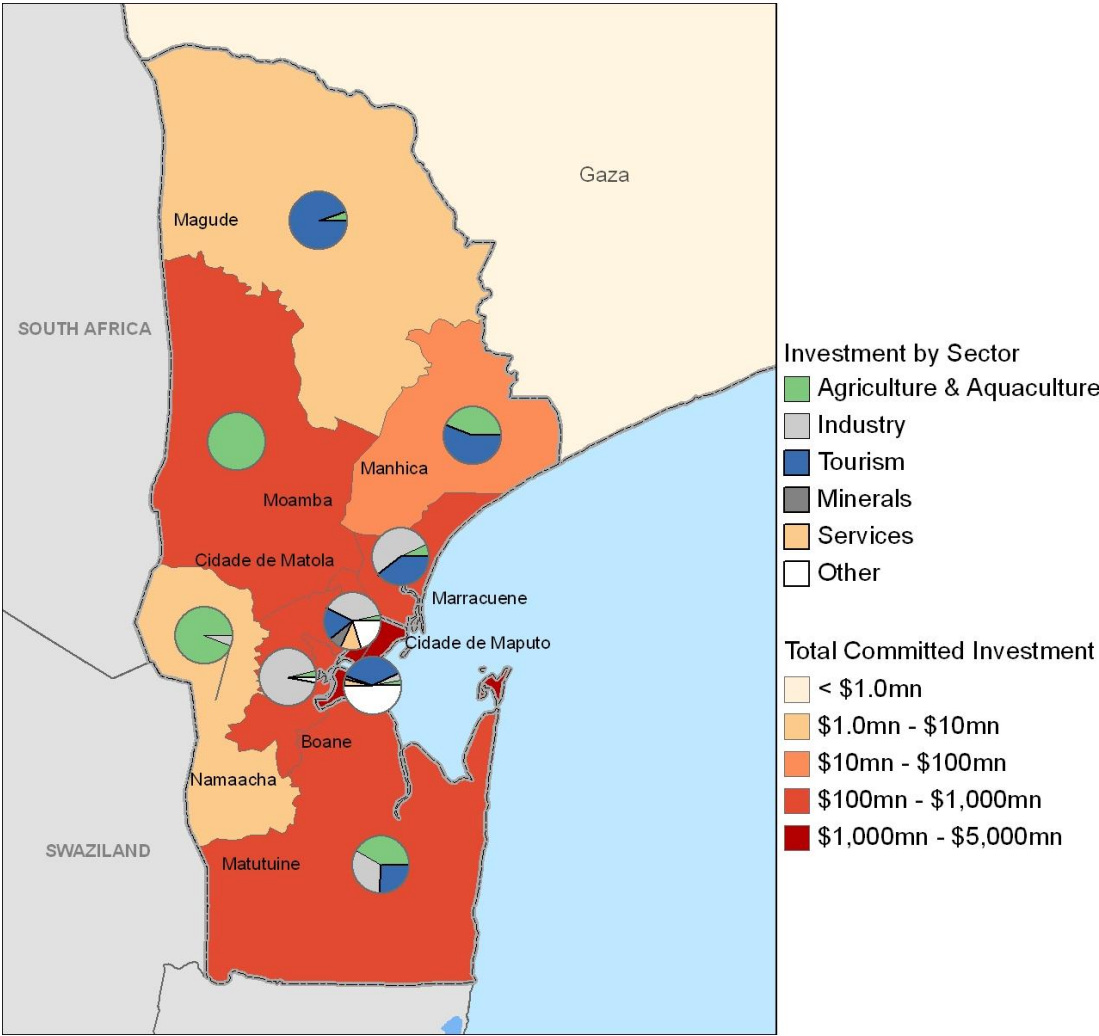 Gaza
Magude
SOUTH AFRICA
Manhica
Moamba
Cidade de Matola
Marracuene
Cidade de Maputo
Boane
Namaacha
SWAZILAND
Matutuine
Investment by Sector
Agriculture & Aquaculture
Industry
Tourism
Minerals
Services
Other
Total Committed Investment
< $1.0mn
$1.0mn - $10mn
$10mn - $100mn
$100mn - $1,000mn
$1,000mn - $5,000mn